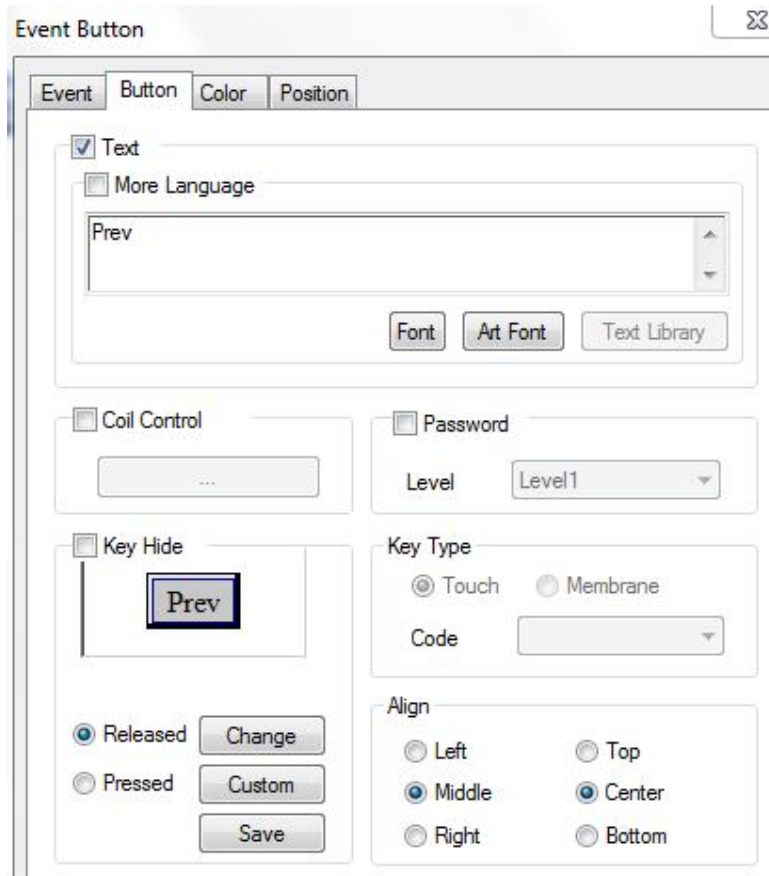 Event Button
Event Button Color Position
Text
More Language
Prev
Font Art Font Text Library
Coil Control
...
Password
Level Level1
Key Hide
Prev
Released Change
Pressed Custom
Save
Key Type
Touch Membrane
Code
Align
Left Top
Middle Center
Right Bottom